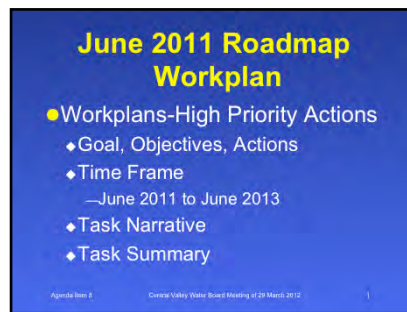 June 2011 Roadmap
Workplan
Workplans-High Priority Actions
Goal, Objectives, Actions
Time Frame
—June 2011 to June 2013
Task Narrative
Task Summary
Agenda Item 8 Central Valley Water Board Meeting of 29 March 2012 1